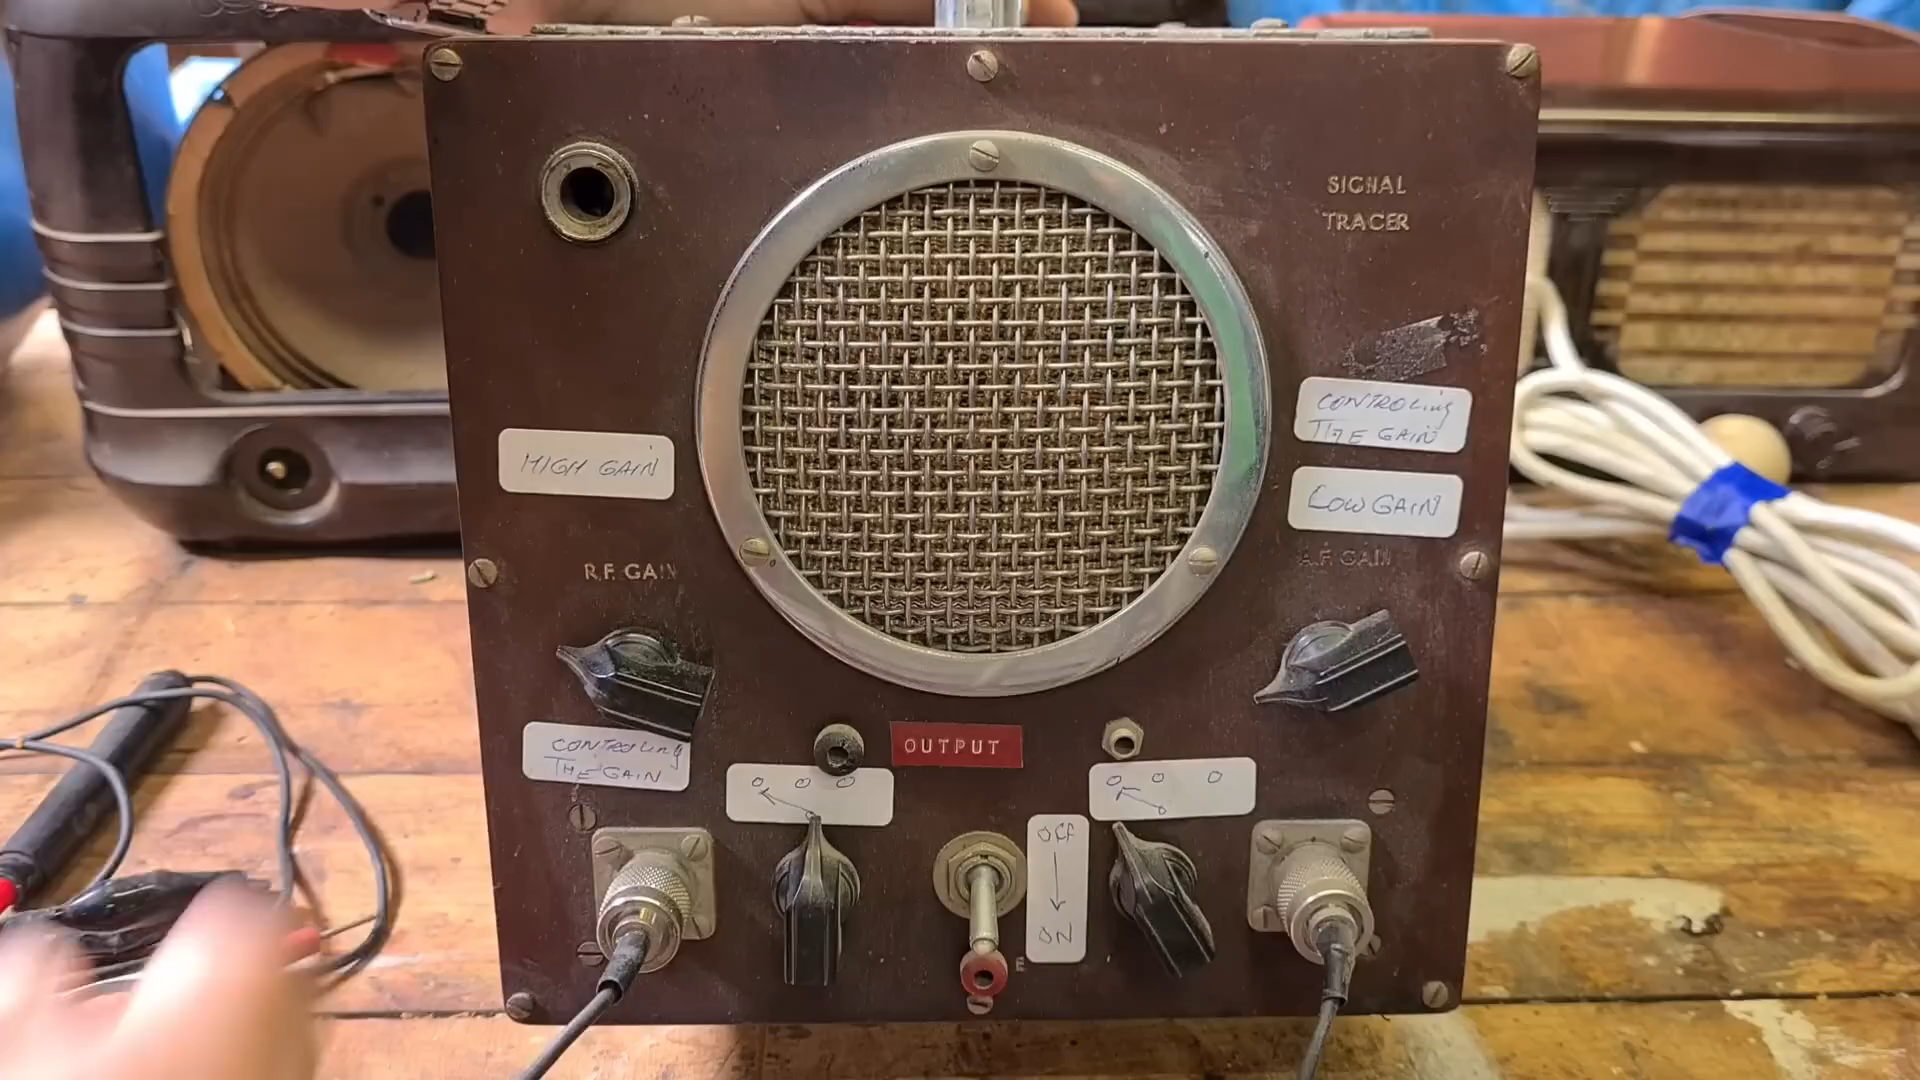 SIGNAL
TRACER
CONTROLing
THE GAIN
HIGH GAIN
LOW GAIN
R.F. GAIN
A.F. GAIN
OUTPUT
CONTROLing
THE GAIN
OFF
ON